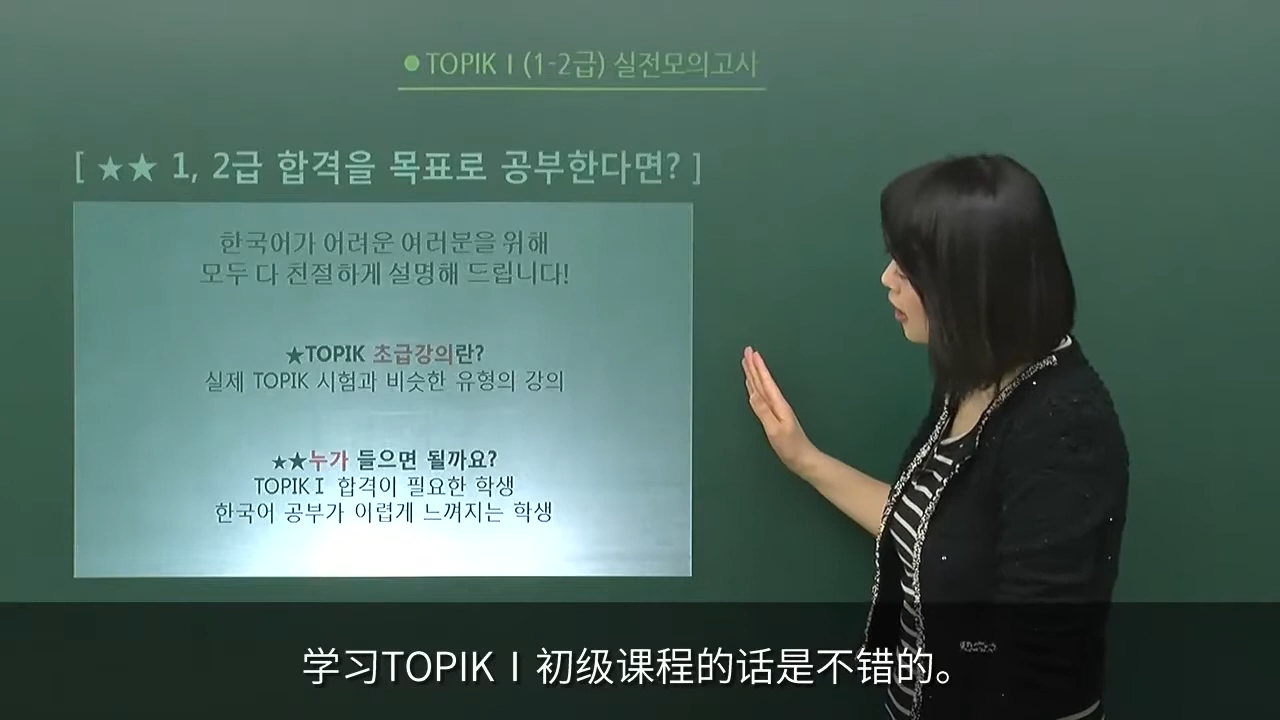 ●TOPIK Ⅰ (1-2급) 실전모의고사
[ ★★ 1, 2급 합격을 목표로 공부한다면? ]
한국어가 어려운 여러분을 위해
모두 다 친절하게 설명해 드립니다!
★TOPIK 초급강의란?
실제 TOPIK 시험과 비슷한 유형의 강의
★★누가 들으면 될까요?
TOPIKⅠ 합격이 필요한 학생
한국어 공부가 이렵게 느껴지는 학생
学习TOPIKⅠ初级课程的话是不错的。